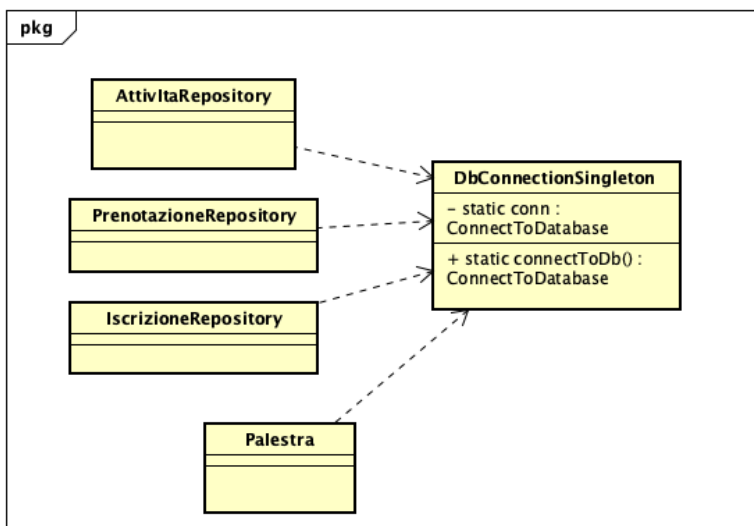 pkg
AttivItaRepository
DbConnectionSingleton
– static conn :
ConnectToDatabase
+ static connectToDb() :
ConnectToDatabase
PrenotazioneRepository
IscrizioneRepository
Palestra